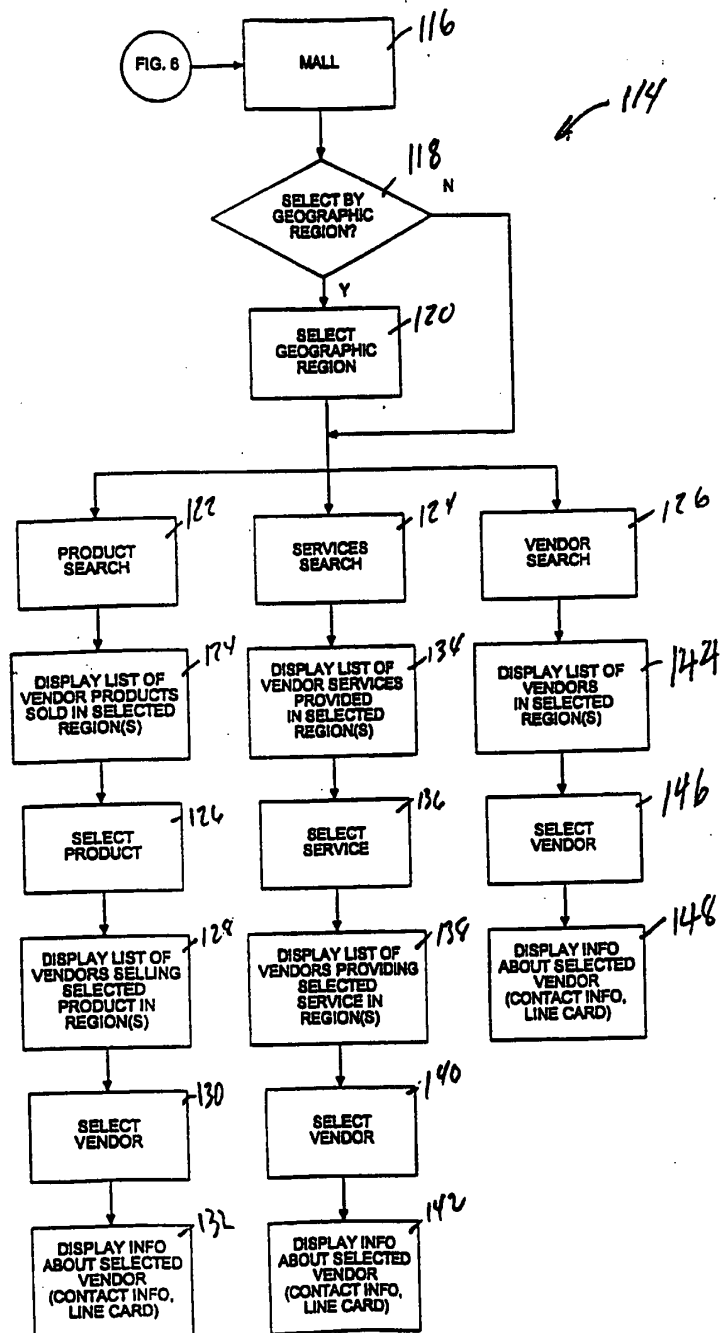 FIG. 6
MALL
116
114
118
SELECT BY
GEOGRAPHIC
REGION?
N
Y
SELECT
GEOGRAPHIC
REGION
120
PRODUCT
SEARCH
122
SERVICES
SEARCH
124
VENDOR
SEARCH
126
DISPLAY LIST OF
VENDOR PRODUCTS
SOLD IN SELECTED
REGION(S)
124
DISPLAY LIST OF
VENDOR SERVICES
PROVIDED
IN SELECTED
REGION(S)
134
DISPLAY LIST OF
VENDORS
IN SELECTED
REGION(S)
144
SELECT
PRODUCT
126
SELECT
SERVICE
136
SELECT
VENDOR
146
DISPLAY LIST OF
VENDORS SELLING
SELECTED
PRODUCT IN
REGION(S)
128
DISPLAY LIST OF
VENDORS PROVIDING
SELECTED
SERVICE IN
REGION(S)
138
DISPLAY INFO
ABOUT SELECTED
VENDOR
(CONTACT INFO,
LINE CARD)
148
SELECT
VENDOR
130
SELECT
VENDOR
140
DISPLAY INFO
ABOUT SELECTED
VENDOR
(CONTACT INFO,
LINE CARD)
132
DISPLAY INFO
ABOUT SELECTED
VENDOR
(CONTACT INFO,
LINE CARD)
142